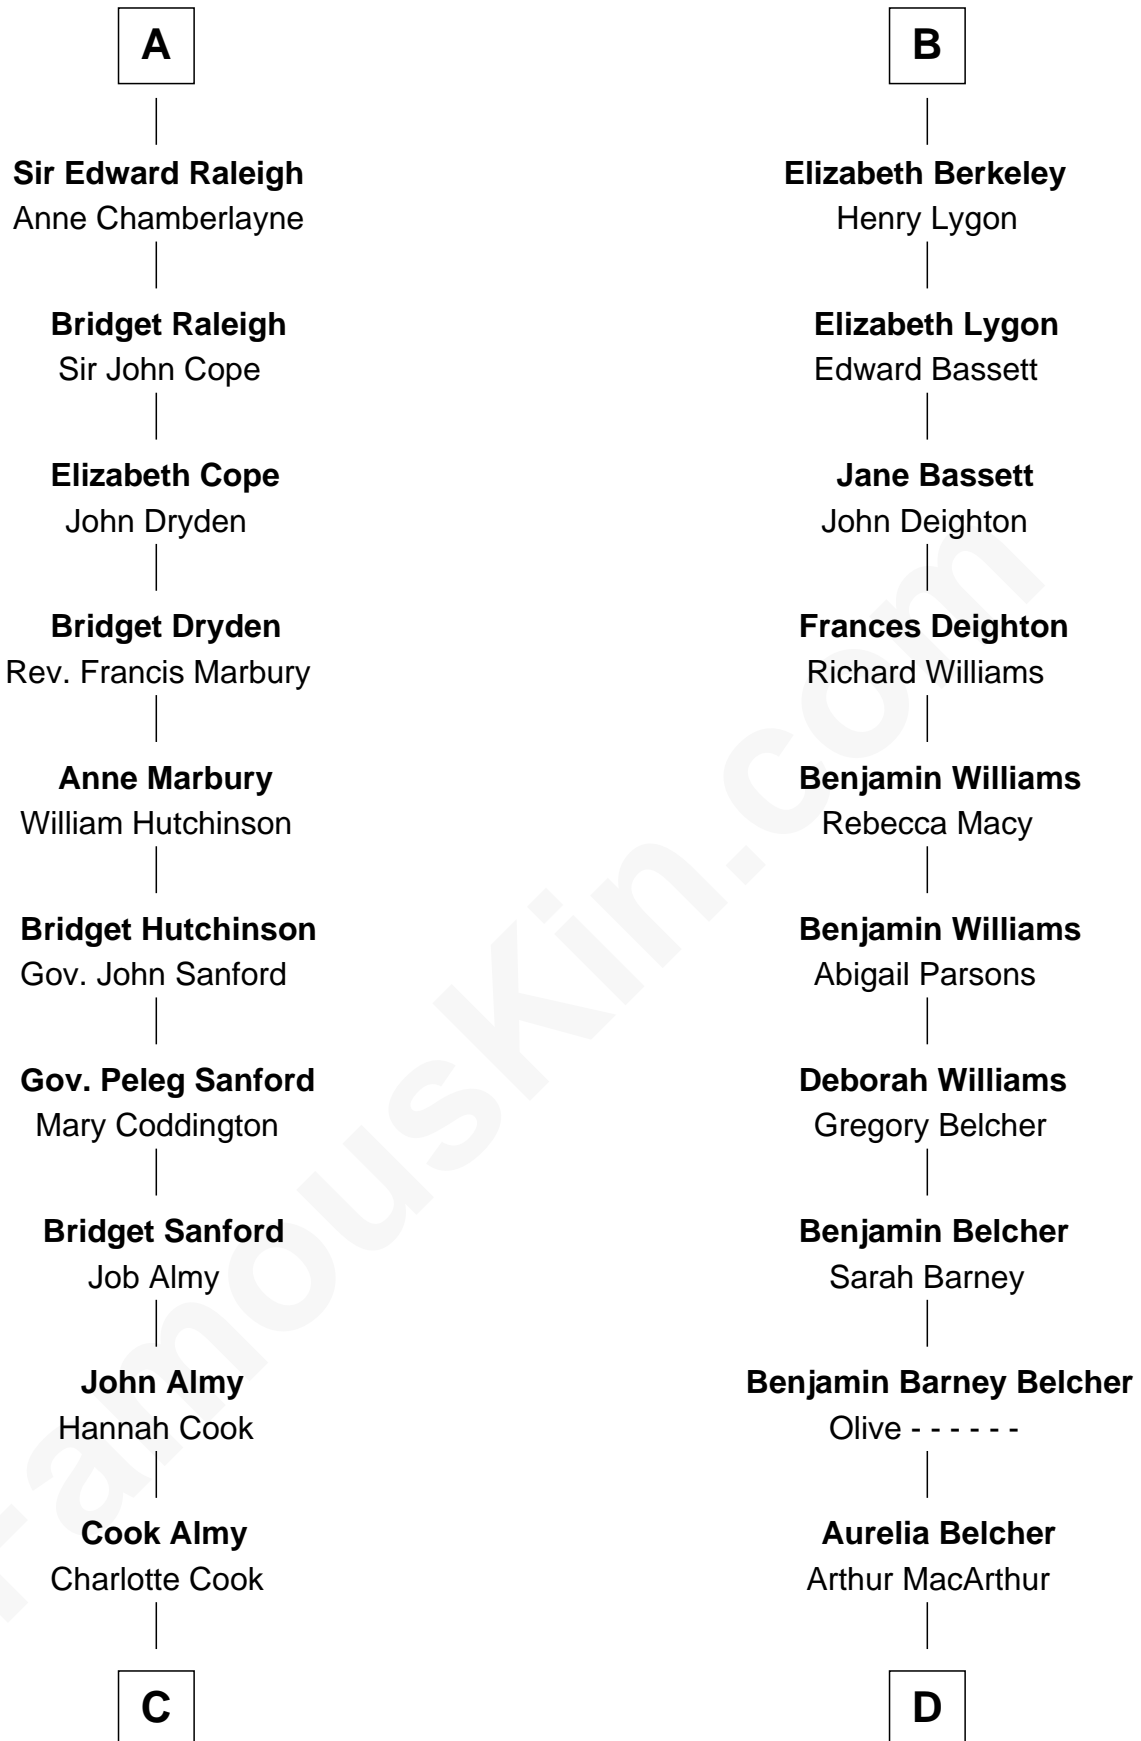 A
Sir Edward Raleigh
Anne Chamberlayne
Bridget Raleigh
Sir John Cope
Elizabeth Cope
John Dryden
Bridget Dryden
Rev. Francis Marbury
Anne Marbury
William Hutchinson
Bridget Hutchinson
Gov. John Sanford
Gov. Peleg Sanford
Mary Coddington
Bridget Sanford
Job Almy
John Almy
Hannah Cook
Cook Almy
Charlotte Cook
C
B
Elizabeth Berkeley
Henry Lygon
Elizabeth Lygon
Edward Bassett
Jane Bassett
John Deighton
Frances Deighton
Richard Williams
Benjamin Williams
Rebecca Macy
Benjamin Williams
Abigail Parsons
Deborah Williams
Gregory Belcher
Benjamin Belcher
Sarah Barney
Benjamin Barney Belcher
Olive - - - - - -
Aurelia Belcher
Arthur MacArthur
D
FamousKin.com